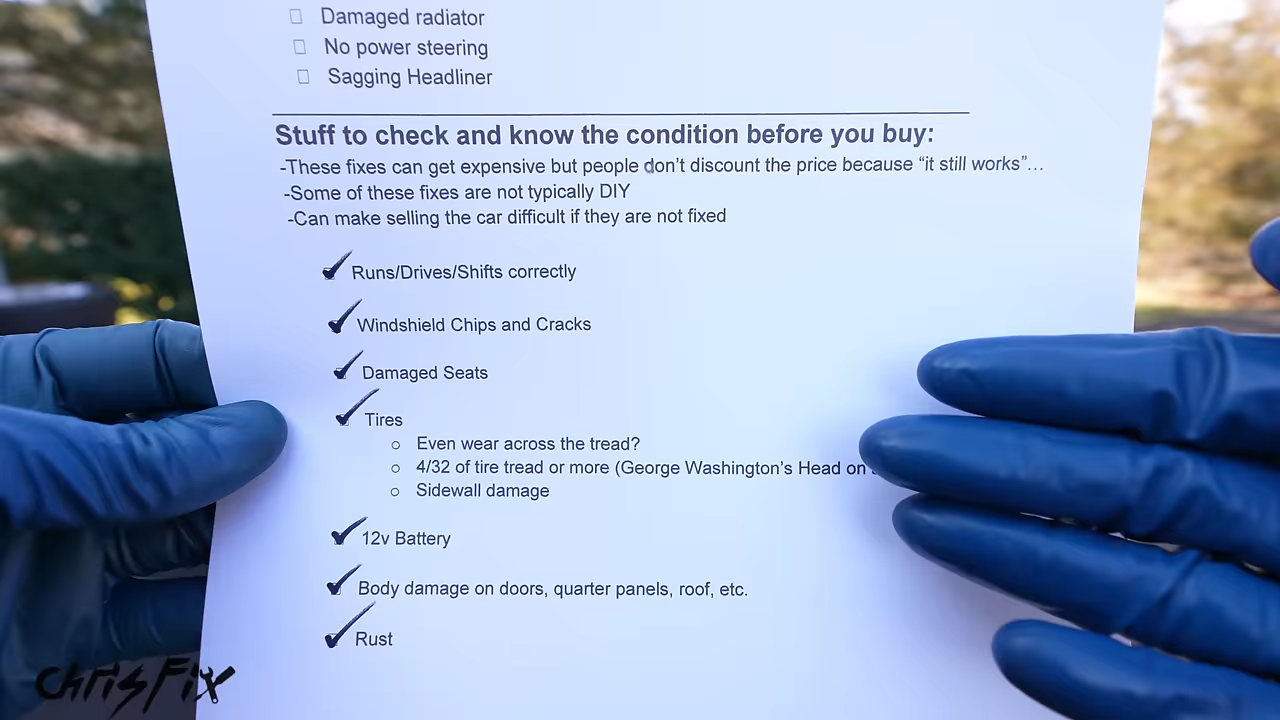 Damaged radiator
No power steering
Sagging Headliner
Stuff to check and know the condition before you buy:
-These fixes can get expensive but people don’t discount the price because “it still works”…
-Some of these fixes are not typically DIY
-Can make selling the car difficult if they are not fixed
Runs/Drives/Shifts correctly
Windshield Chips and Cracks
Damaged Seats
Tires
Even wear across the tread?
4/32 of tire tread or more (George Washington’s Head on
Sidewall damage
12v Battery
Body damage on doors, quarter panels, roof, etc.
Rust
ChrisFix